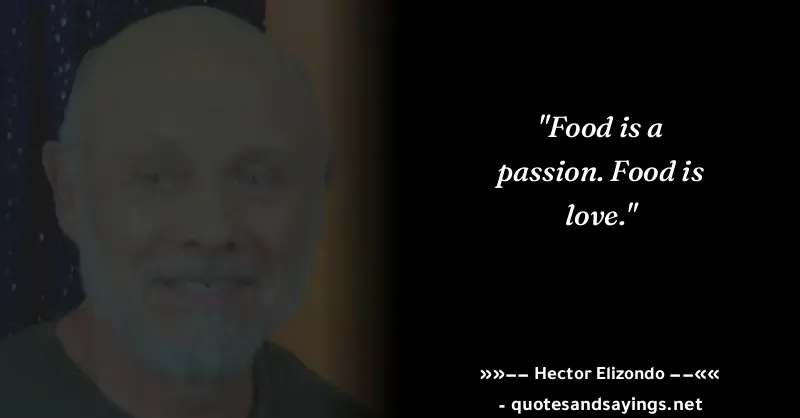 "Food is a
passion. Food is
love."
»»–– Hector Elizondo ––««
- quotesandsayings.net